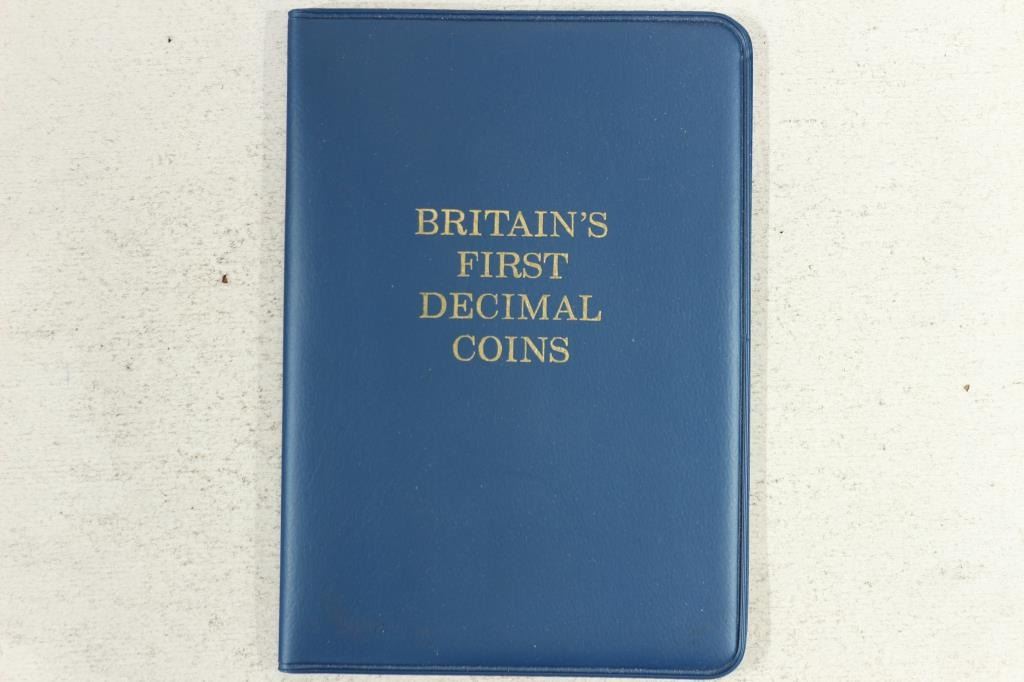 BRITAIN'S
FIRST
DECIMAL
COINS